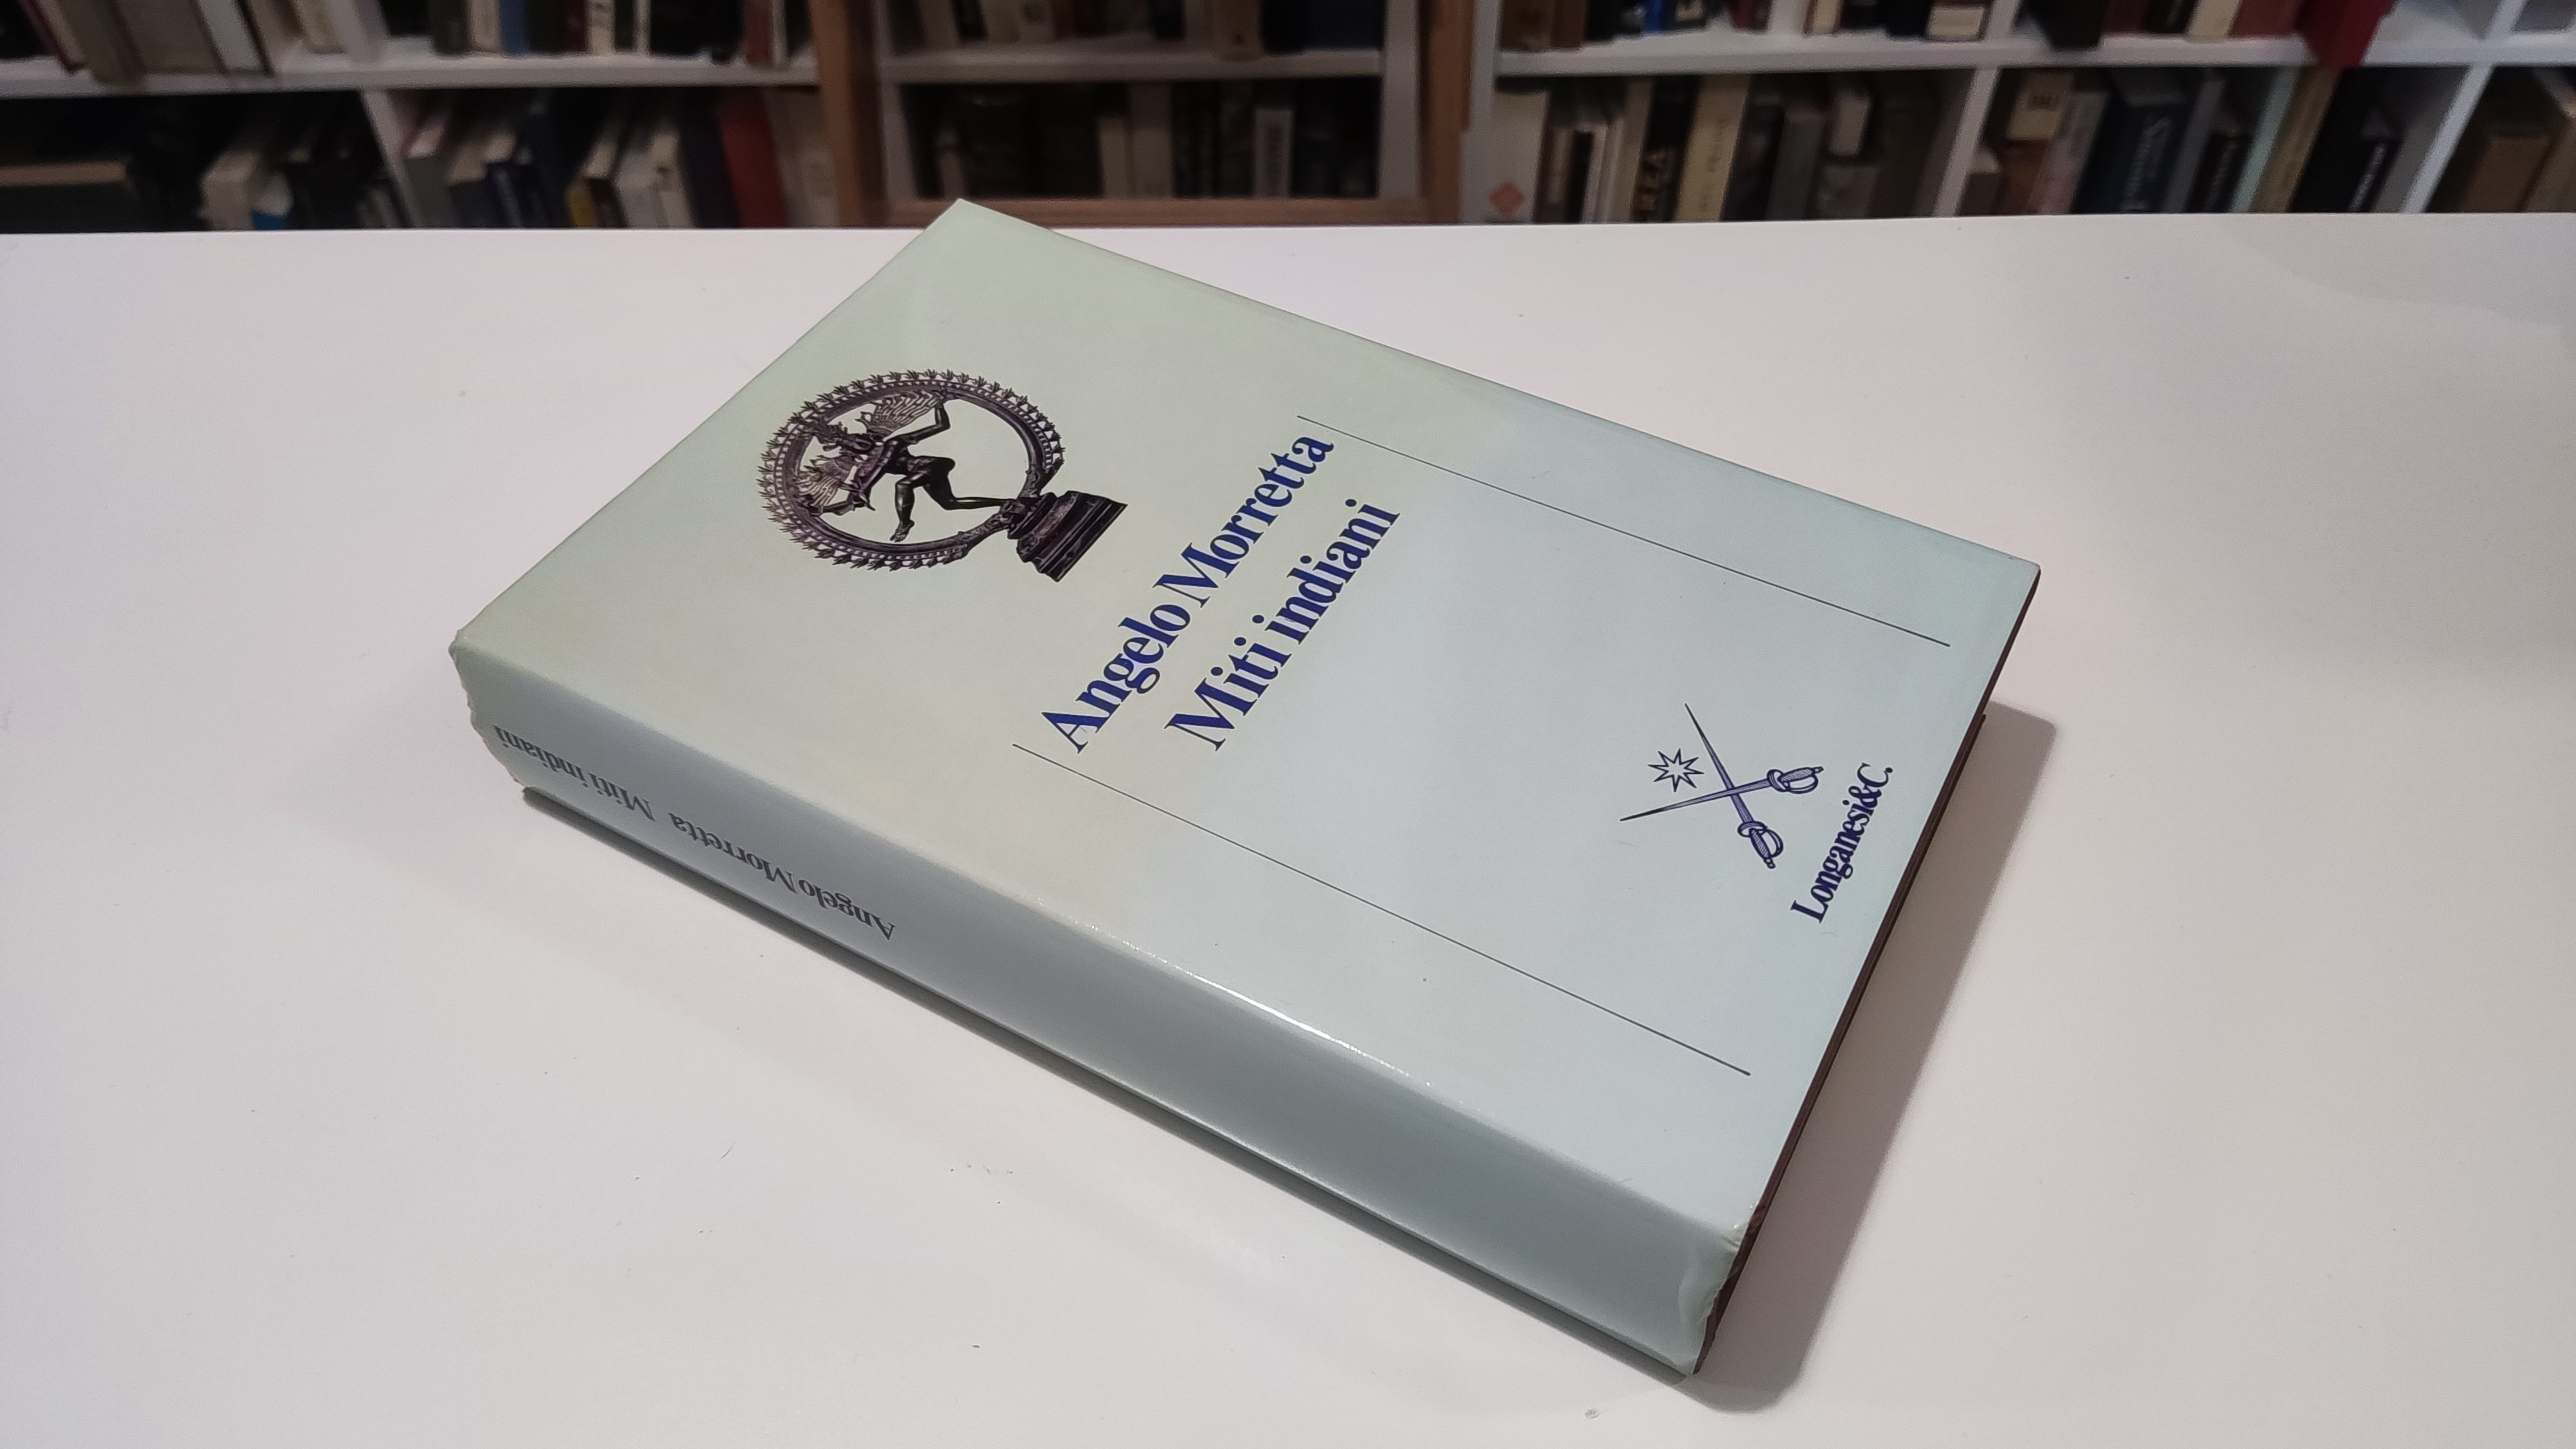 Angelo Morretta
Miti indiani
Longanesi&C.
Angelo Morretta Miti indiani